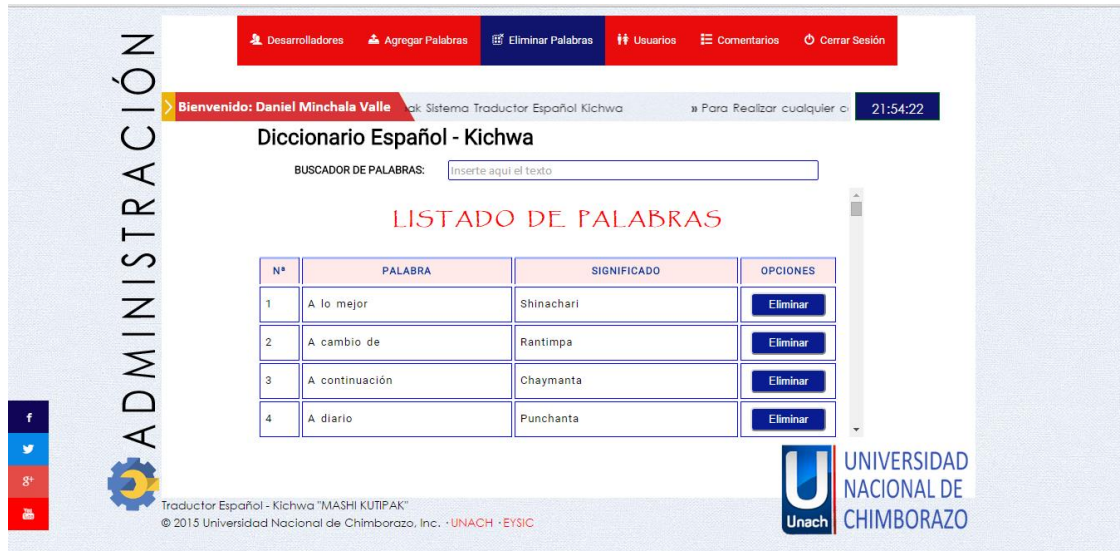 Desarrolladores Agregar Palabras Eliminar Palabras Usuarios Comentarios Cerrar Sesión
ADMINISTRACIÓN
Bienvenido: Daniel Minchala Valle Sistema Traductor Español Kichwa » Para Realizar cualquier 21:54:22
Diccionario Español - Kichwa
BUSCADOR DE PALABRAS: Inserte aqui el texto
LISTADO DE PALABRAS
Nª PALABRA SIGNIFICADO OPCIONES
1 A lo mejor Shinachari Eliminar
2 A cambio de Rantimpa Eliminar
3 A continuación Chaymanta Eliminar
4 A diario Punchanta Eliminar
f
8+
You Tube
Unach
UNIVERSIDAD
NACIONAL DE
CHIMBORAZO
Traductor Español - Kichwa "MASHI KUTIPAK"
© 2015 Universidad Nacional de Chimborazo, Inc. · UNACH · EYSIC